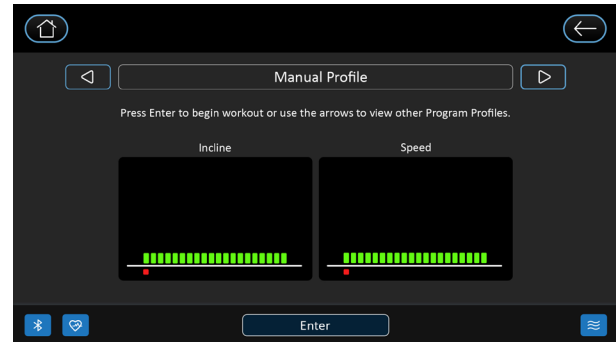 Manual Profile
Press Enter to begin workout or use the arrows to view other Program Profiles.
Incline
Speed
Enter